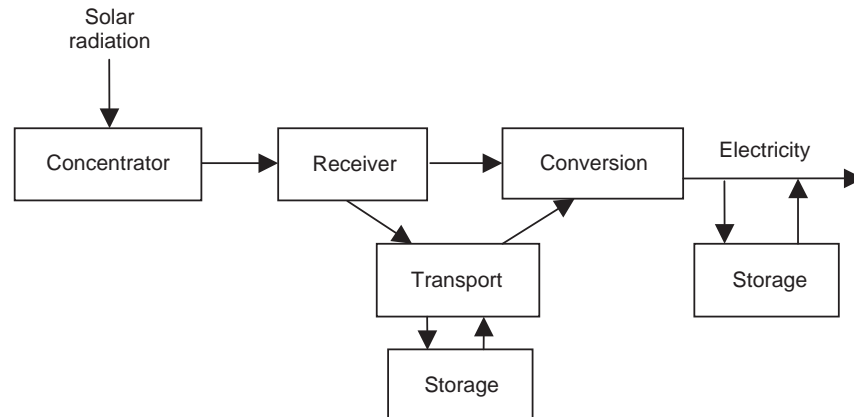 Solar
radiation
Concentrator
Receiver
Conversion
Electricity
Transport
Storage
Storage